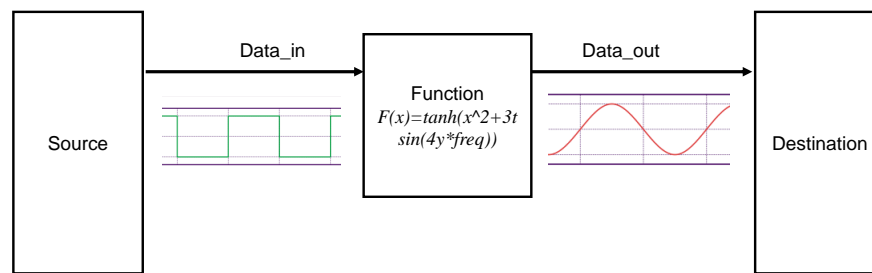 Data_in
Data_out
Source
Function
F(x)=tanh(x^2+3t
sin(4y*freq))
Destination